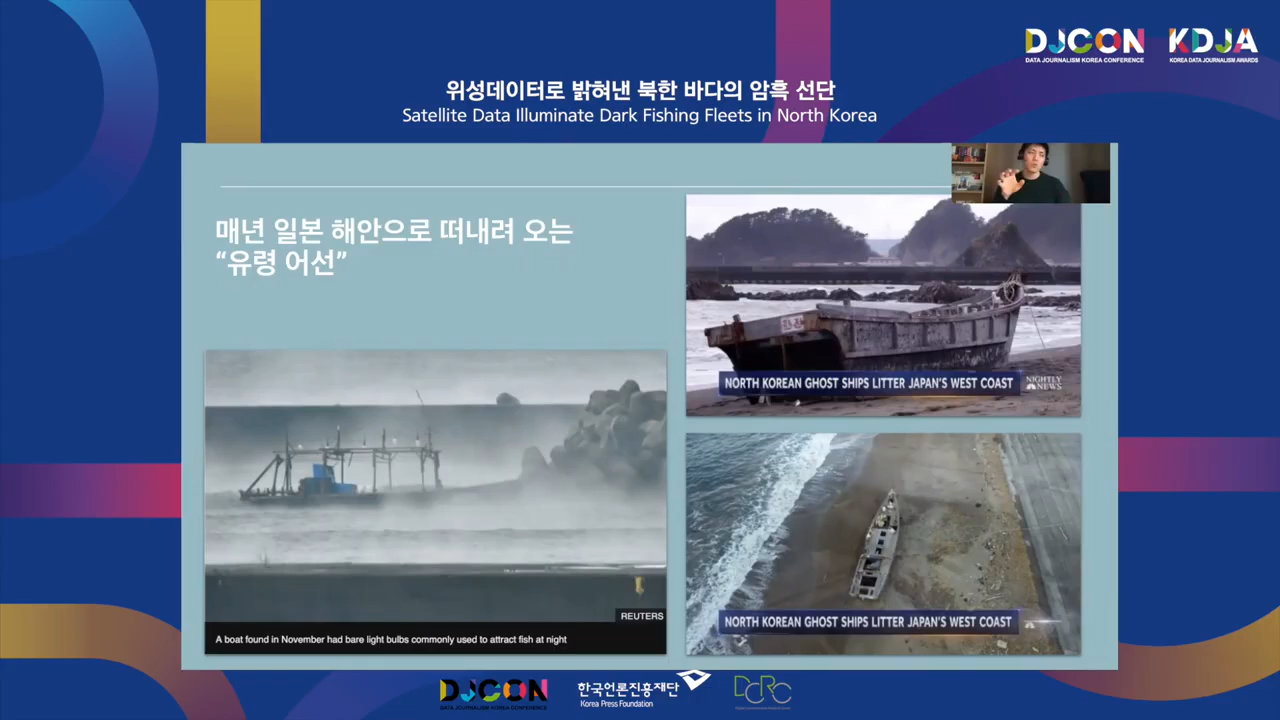 DJCON
DATA JOURNALISM KOREA CONFERENCE
KDJA
KOREA DATA JOURNALISM AWARDS
위성데이터로 밝혀낸 북한 바다의 암흑 선단
Satellite Data Illuminate Dark Fishing Fleets in North Korea
매년 일본 해안으로 떠내려 오는
“유령 어선”
NORTH KOREAN GHOST SHIPS LITTER JAPAN'S WEST COAST
NIGHTLY
NEWS
REUTERS
A boat found in November had bare light bulbs commonly used to attract fish at night
NORTH KOREAN GHOST SHIPS LITTER JAPAN'S WEST COAST
DJCON
DATA JOURNALISM KOREA CONFERENCE
한국언론진흥재단
Korea Press Foundation
DCRC